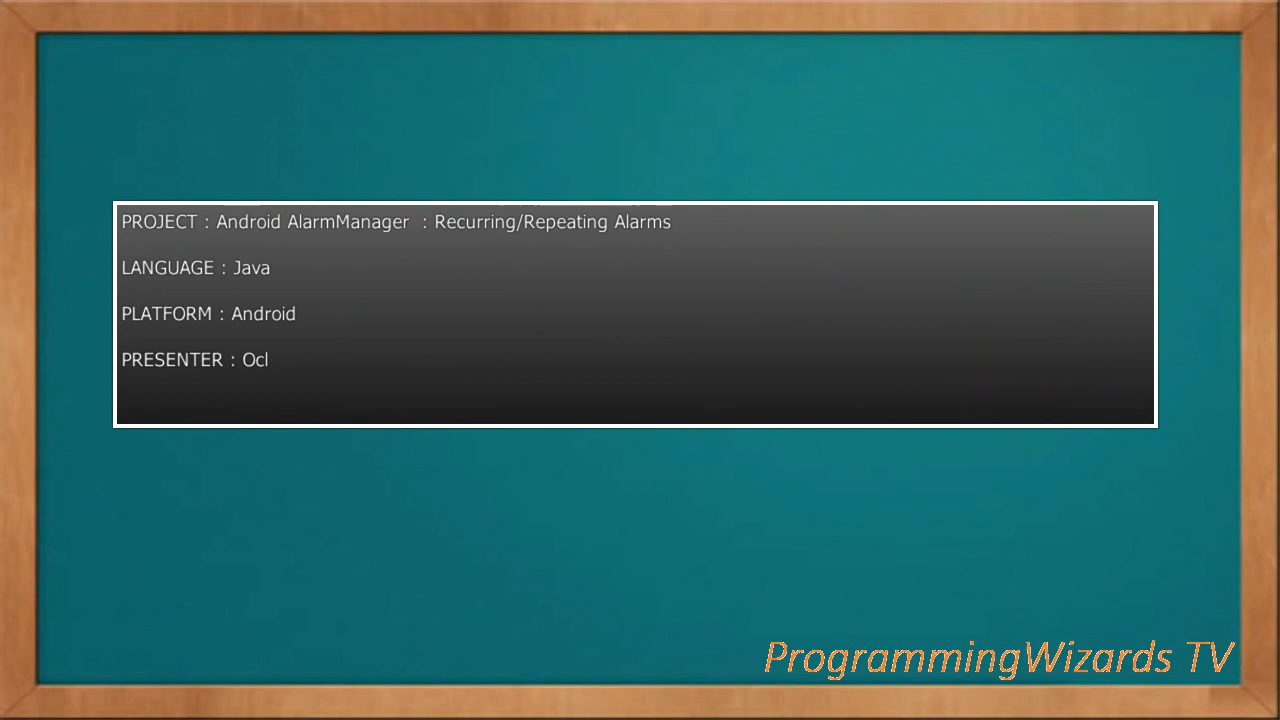 PROJECT : Android AlarmManager  : Recurring/Repeating Alarms
LANGUAGE : Java
PLATFORM : Android
PRESENTER : Ocl
ProgrammingWizards TV